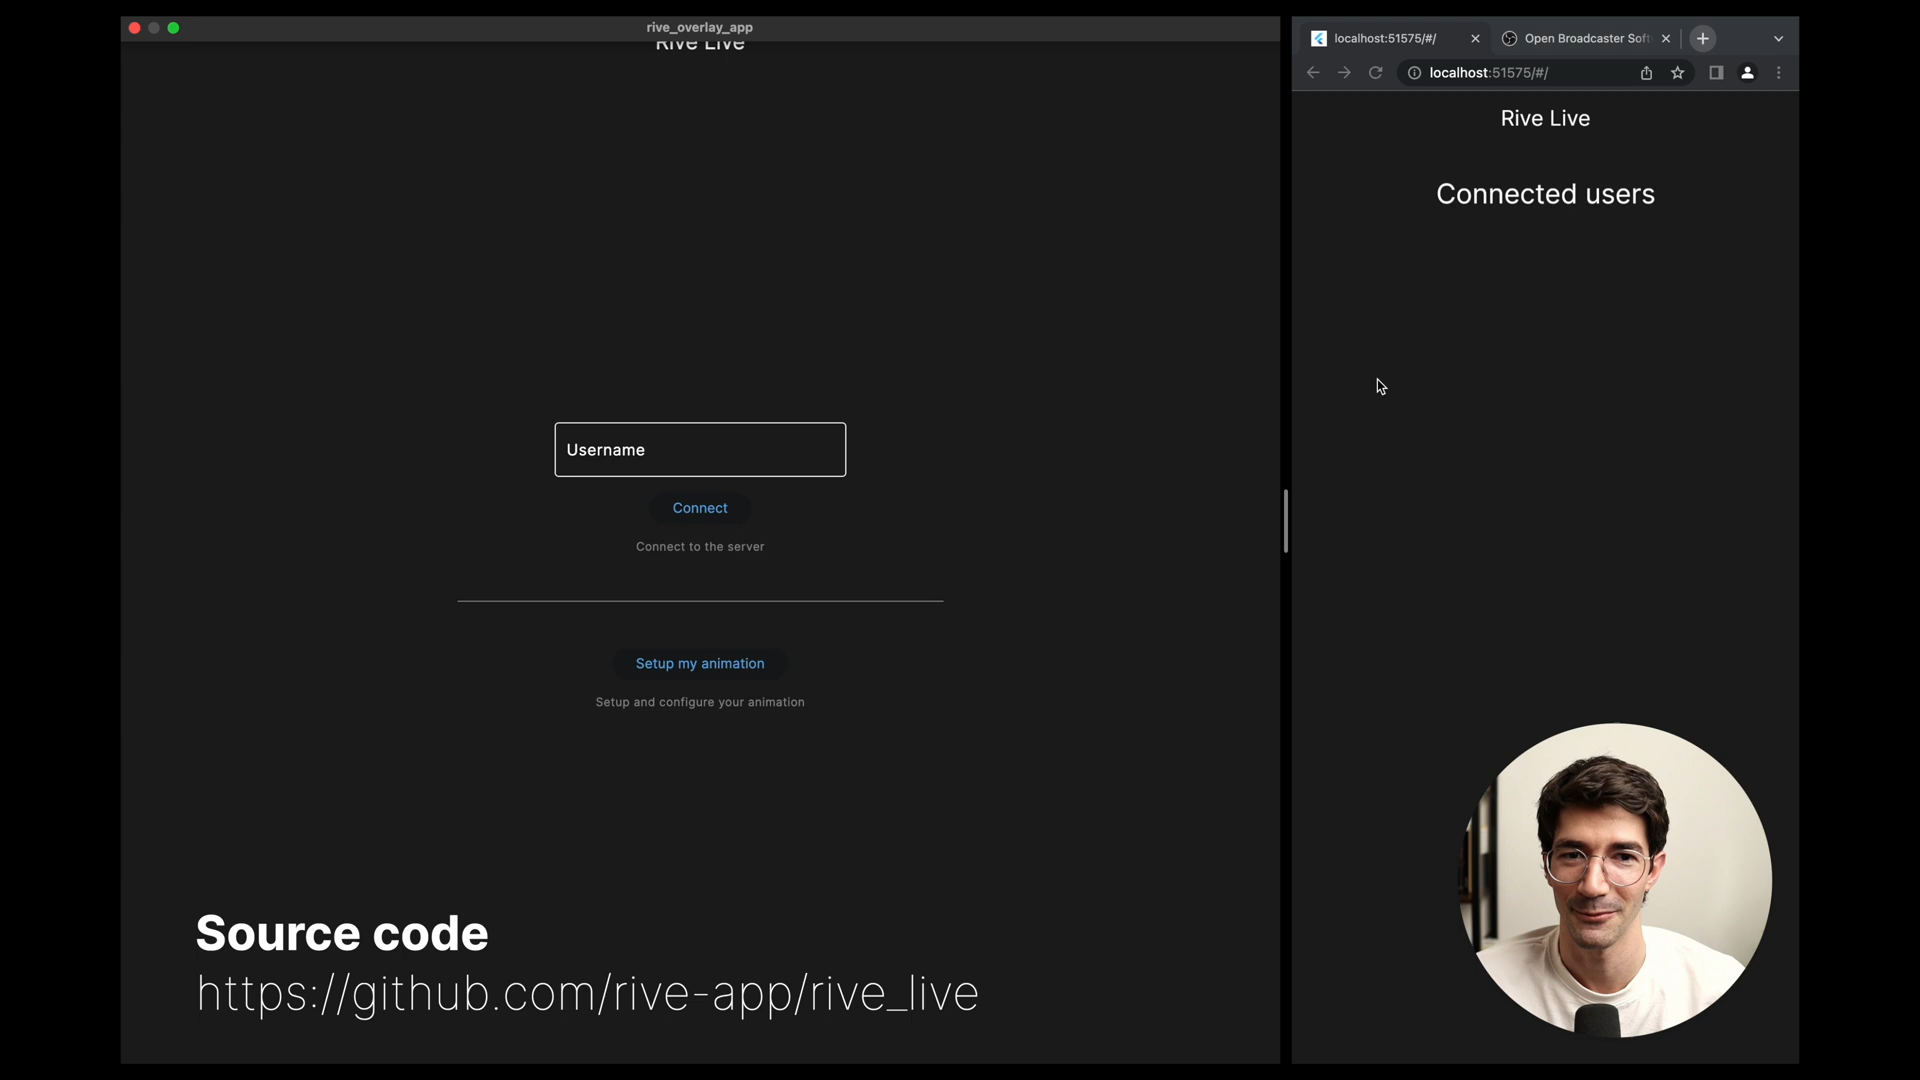 rive_overlay_app
Rive Live
Username
Connect
Connect to the server
Setup my animation
Setup and configure your animation
Source code
https://github.com/rive-app/rive_live
localhost:51575/#/
Open Broadcaster Soft
localhost:51575/#/
Rive Live
Connected users